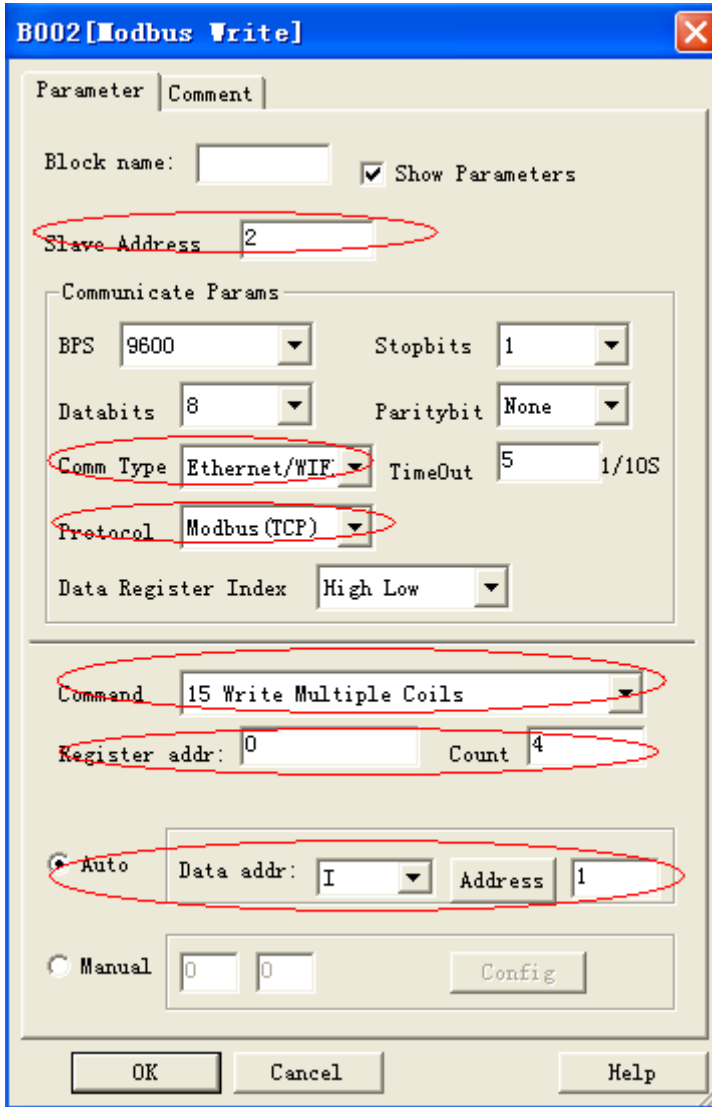 B002[Modbus Write]
Parameter Comment
Block name: Show Parameters
Slave Address 2
Communicate Params
BPS 9600 Stopbits 1
Databits 8 Paritybit None
Comm Type Ethernet/WIF TimeOut 5 1/10S
Protocol Modbus(TCP)
Data Register Index High Low
Command 15 Write Multiple Coils
Register addr: 0 Count 4
Auto Data addr: I Address 1
Manual 0 0 Config
OK Cancel Help